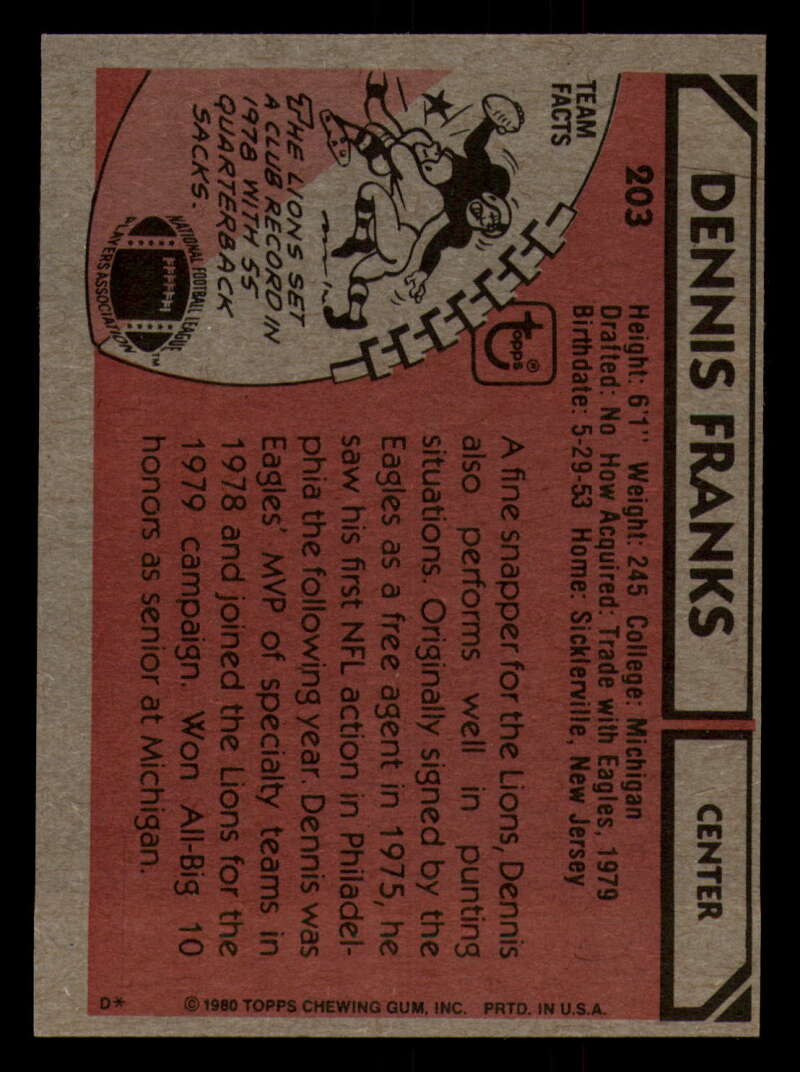 DENNIS FRANKS
CENTER
203
Height: 6'1" Weight: 245 College: Michigan
Drafted: No How Acquired: Trade with Eagles, 1979
Birthdate: 5-29-53 Home: Sicklerville, New Jersey
TEAM
FACTS
THE LIONS SET
A CLUB RECORD IN
1978 WITH 55
QUARTERBACK
SACKS.
topps®
NATIONAL FOOTBALL LEAGUE
PLAYERS ASSOCIATION
TM
A fine snapper for the Lions, Dennis
also performs well in punting
situations. Originally signed by the
Eagles as a free agent in 1975, he
saw his first NFL action in Philadel-
phia the following year. Dennis was
Eagles' MVP of specialty teams in
1978 and joined the Lions for the
1979 campaign. Won All-Big 10
honors as senior at Michigan.
D* © 1980 TOPPS CHEWING GUM, INC. PRTD. IN U.S.A.